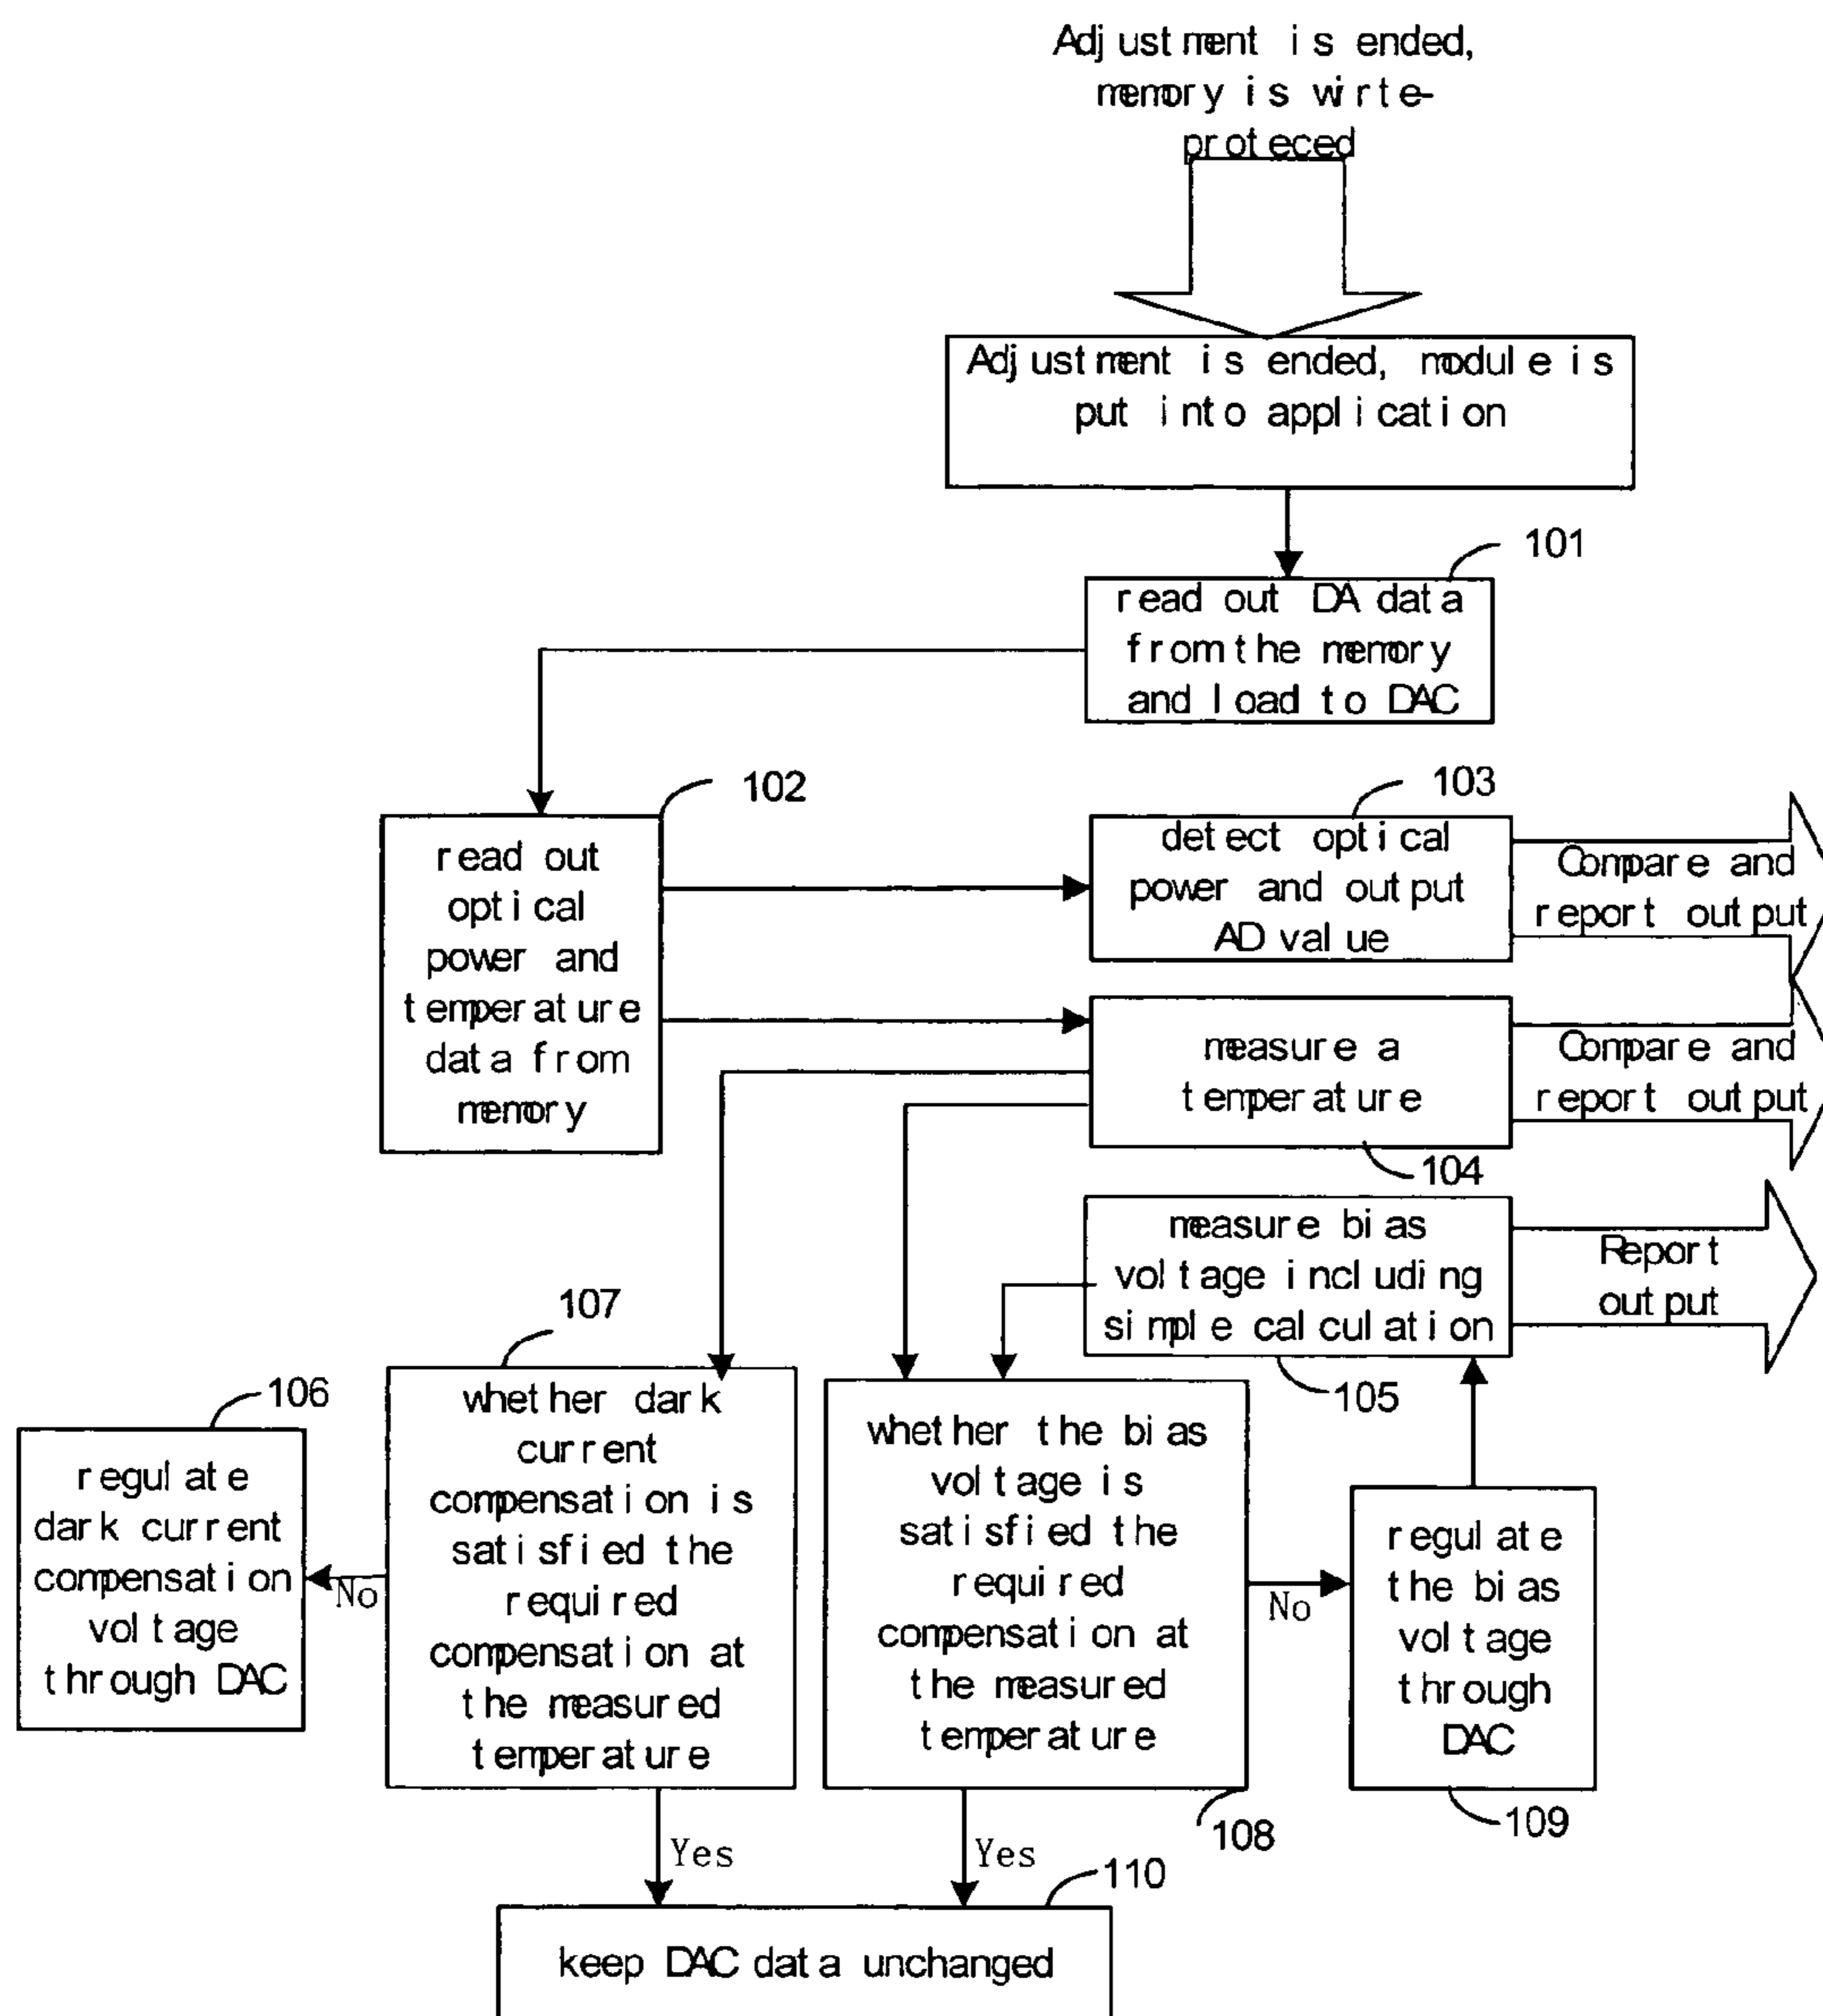 Adjustment is ended,
memory is wirte-
proteced
Adjustment is ended, module is
put into application
101
read out DA data
from the memory
and load to DAC
102
read out
optical
power and
temperature
data from
memory
103
detect optical
power and output
AD value
Compare and
report output
measure a
temperature
104
Compare and
report output
measure bias
voltage including
simple calculation
105
Report
output
106
regulate
dark current
compensation
voltage
through DAC
No
107
whether dark
current
compensation is
satisfied the
required
compensation at
the measured
temperature
whether the bias
voltage is
satisfied the
required
compensation at
the measured
temperature
108
No
regulate
the bias
voltage
through
DAC
109
Yes
Yes
110
keep DAC data unchanged